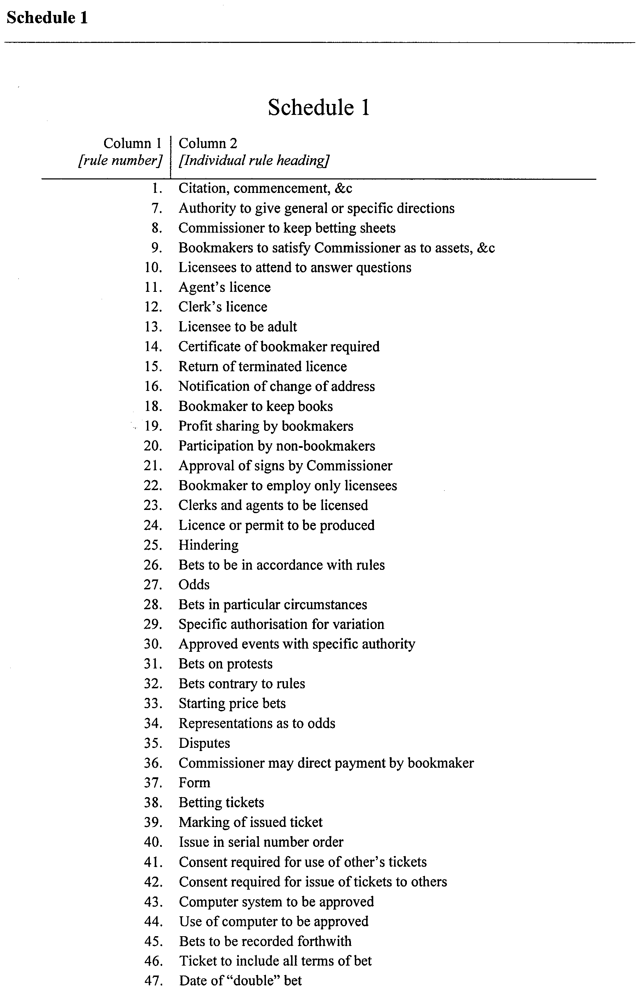 Schedule 1
Schedule 1
Column 1 Column 2
[rule number] [Individual rule heading]
1. Citation, commencement, &c
7. Authority to give general or specific directions
8. Commissioner to keep betting sheets
9. Bookmakers to satisfy Commissioner as to assets, &c
10. Licensees to attend to answer questions
11. Agent's licence
12. Clerk's licence
13. Licensee to be adult
14. Certificate of bookmaker required
15. Return of terminated licence
16. Notification of change of address
18. Bookmaker to keep books
19. Profit sharing by bookmakers
20. Participation by non-bookmakers
21. Approval of signs by Commissioner
22. Bookmaker to employ only licensees
23. Clerks and agents to be licensed
24. Licence or permit to be produced
25. Hindering
26. Bets to be in accordance with rules
27. Odds
28. Bets in particular circumstances
29. Specific authorisation for variation
30. Approved events with specific authority
31. Bets on protests
32. Bets contrary to rules
33. Starting price bets
34. Representations as to odds
35. Disputes
36. Commissioner may direct payment by bookmaker
37. Form
38. Betting tickets
39. Marking of issued ticket
40. Issue in serial number order
41. Consent required for use of other's tickets
42. Consent required for issue of tickets to others
43. Computer system to be approved
44. Use of computer to be approved
45. Bets to be recorded forthwith
46. Ticket to include all terms of bet
47. Date of "double" bet